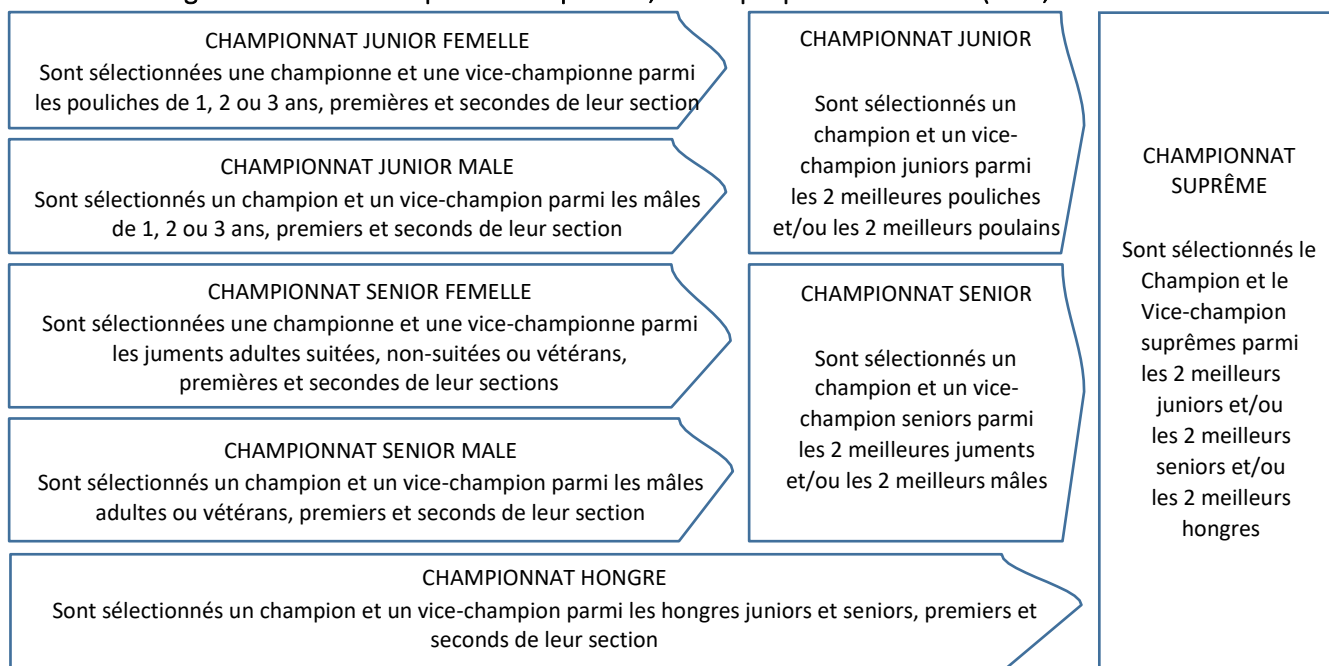 CHAMPIONNAT JUNIOR FEMELLE
Sont sélectionnées une championne et une vice-championne parmi
les pouliches de 1, 2 ou 3 ans, premières et secondes de leur section
CHAMPIONNAT JUNIOR MALE
Sont sélectionnés un champion et un vice-champion parmi les mâles
de 1, 2 ou 3 ans, premiers et seconds de leur section
CHAMPIONNAT SENIOR FEMELLE
Sont sélectionnées une championne et une vice-championne parmi
les juments adultes suitées, non-suitées ou vétérans,
premières et secondes de leur sections
CHAMPIONNAT SENIOR MALE
Sont sélectionnés un champion et un vice-champion parmi les mâles
adultes ou vétérans, premiers et seconds de leur section
CHAMPIONNAT HONGRE
Sont sélectionnés un champion et un vice-champion parmi les hongres juniors et seniors, premiers et
seconds de leur section
CHAMPIONNAT JUNIOR
Sont sélectionnés un
champion et un vice-
champion juniors parmi
les 2 meilleures pouliches
et/ou les 2 meilleurs poulains
CHAMPIONNAT SENIOR
Sont sélectionnés un
champion et un vice-
champion seniors parmi
les 2 meilleures juments
et/ou les 2 meilleurs mâles
CHAMPIONNAT
SUPRÊME
Sont sélectionnés le
Champion et le
Vice-champion
suprêmes parmi
les 2 meilleurs
juniors et/ou
les 2 meilleurs
seniors et/ou
les 2 meilleurs
hongres